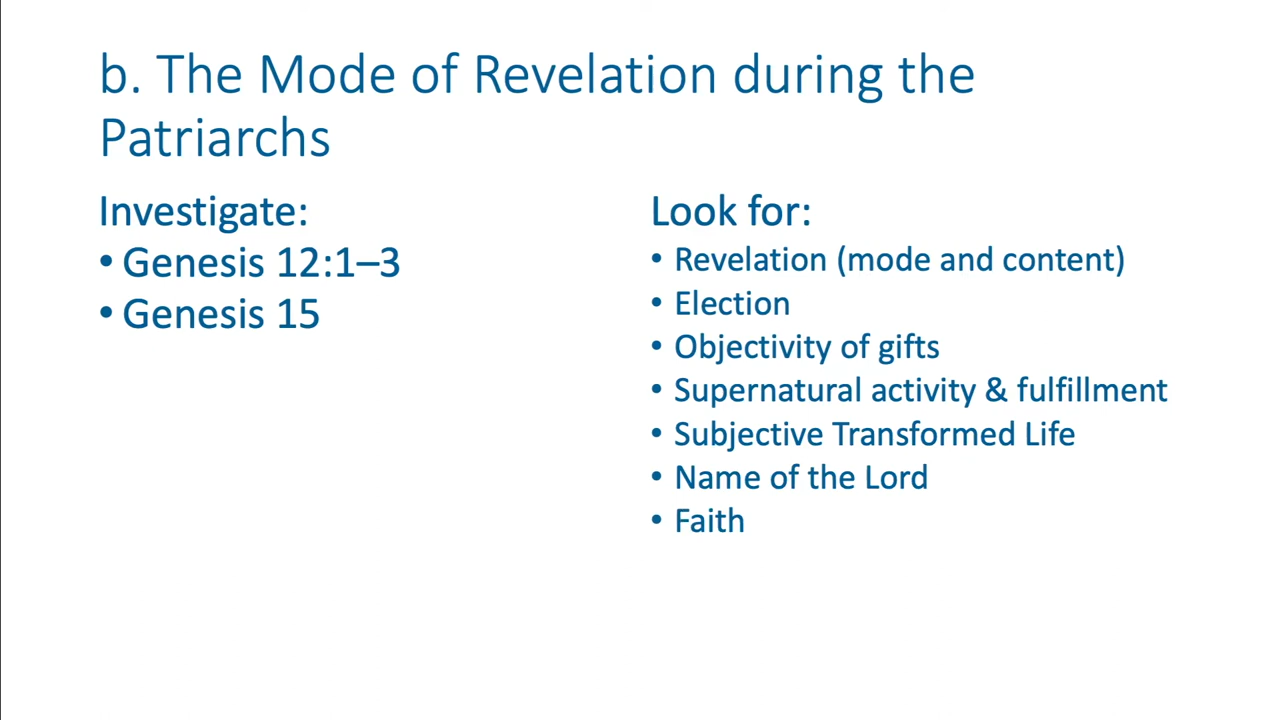 b. The Mode of Revelation during the
Patriarchs
Investigate:
• Genesis 12:1–3
• Genesis 15
Look for:
• Revelation (mode and content)
• Election
• Objectivity of gifts
• Supernatural activity & fulfillment
• Subjective Transformed Life
• Name of the Lord
• Faith